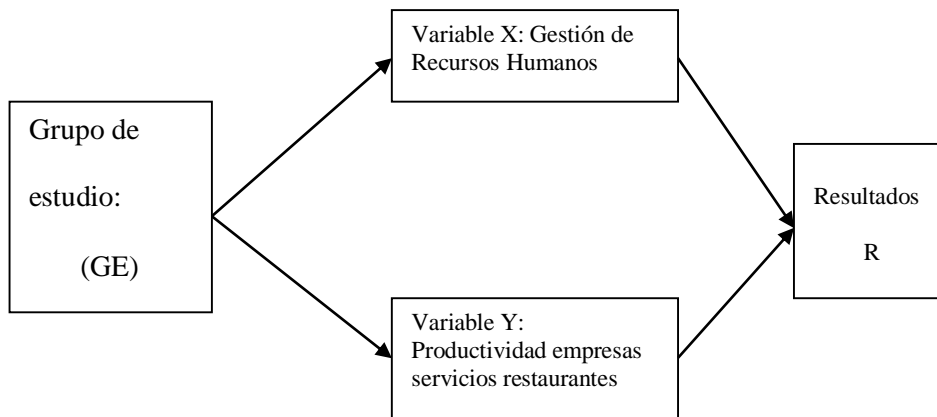 Variable X: Gestión de
Recursos Humanos
Grupo de
estudio:
(GE)
Resultados
R
Variable Y:
Productividad empresas
servicios restaurantes